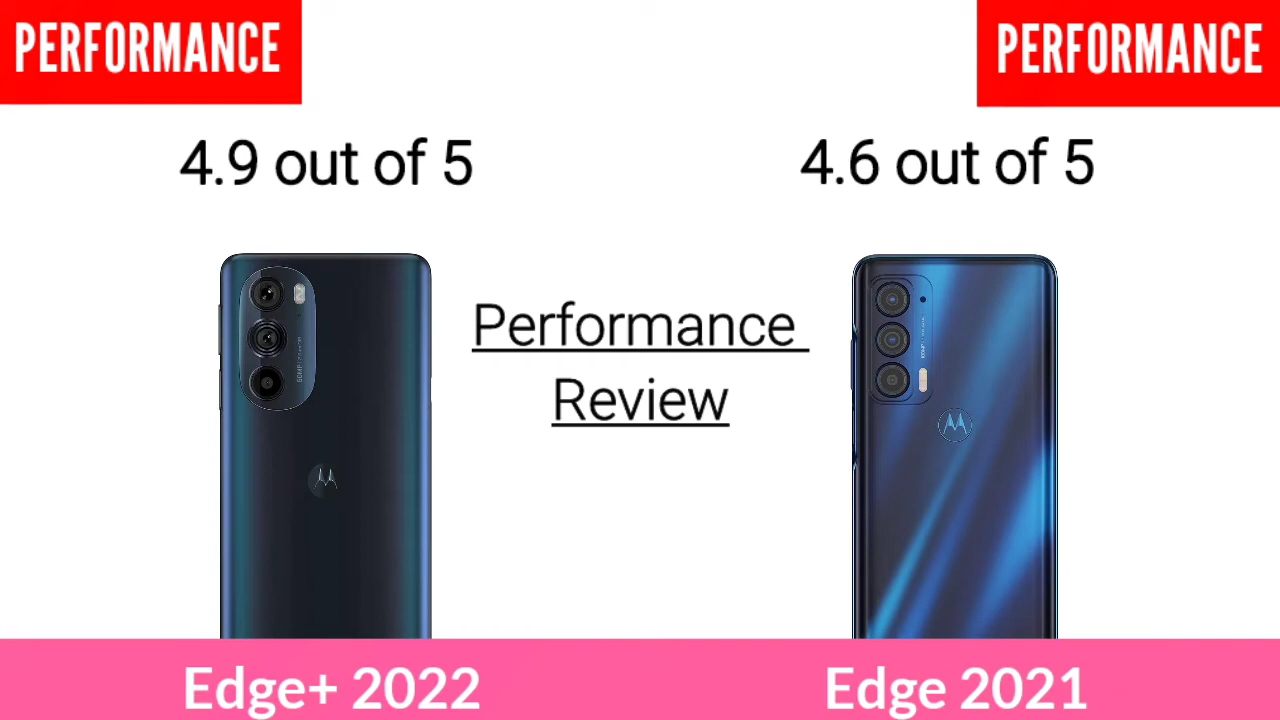 PERFORMANCE
PERFORMANCE
4.9 out of 5
4.6 out of 5
Performance
Review
Edge+ 2022
Edge 2021